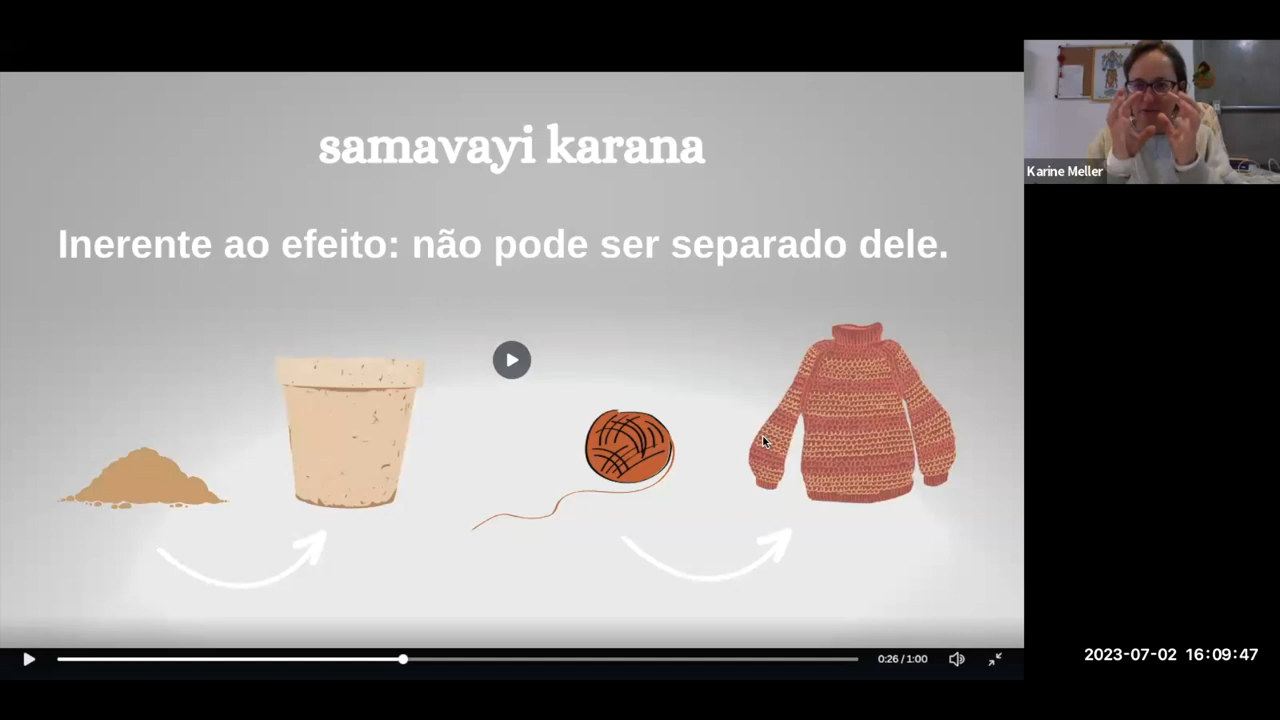 samavayi karana
Inerente ao efeito: não pode ser separado dele.
Karine Meller
0:26 / 1:00
2023-07-02 16:09:47